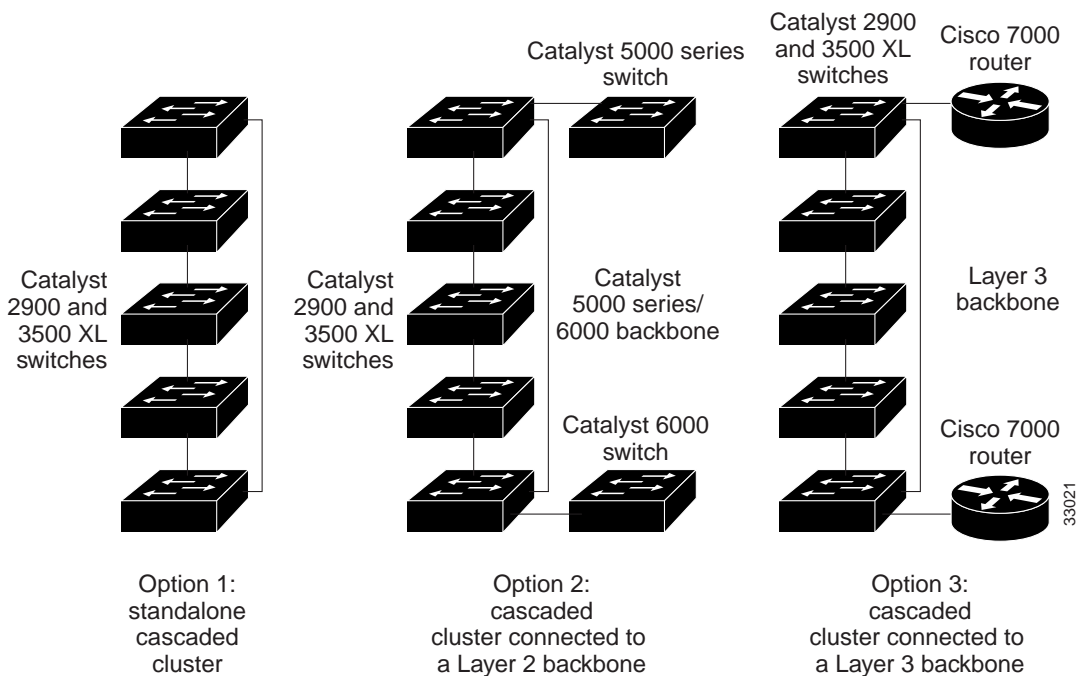 Catalyst 5000 series
switch
Catalyst 2900
and 3500 XL
switches
Cisco 7000
router
Catalyst
2900 and
3500 XL
switches
Catalyst
2900 and
3500 XL
switches
Catalyst
5000 series/
6000 backbone
Layer 3
backbone
Catalyst 6000
switch
Cisco 7000
router
33021
Option 1:
standalone
cascaded
cluster
Option 2:
cascaded
cluster connected to
a Layer 2 backbone
Option 3:
cascaded
cluster connected to
a Layer 3 backbone